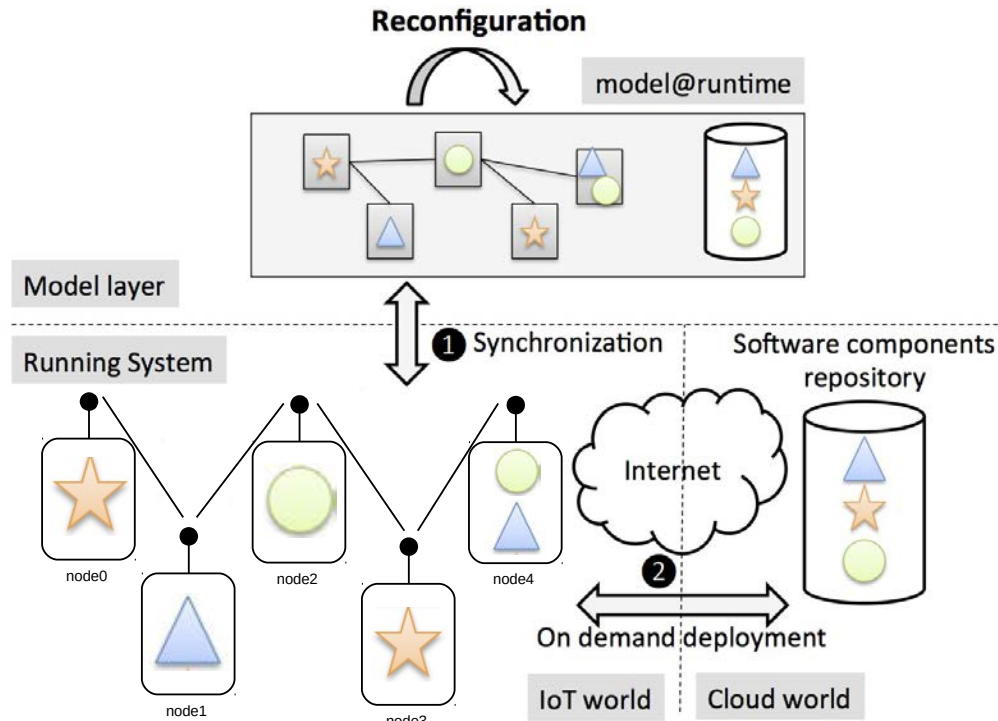 Reconfiguration
model@runtime
Model layer
1 Synchronization
Running System
Software components
repository
Internet
node0
node2
node4
2
On demand deployment
node1
node3
IoT world
Cloud world